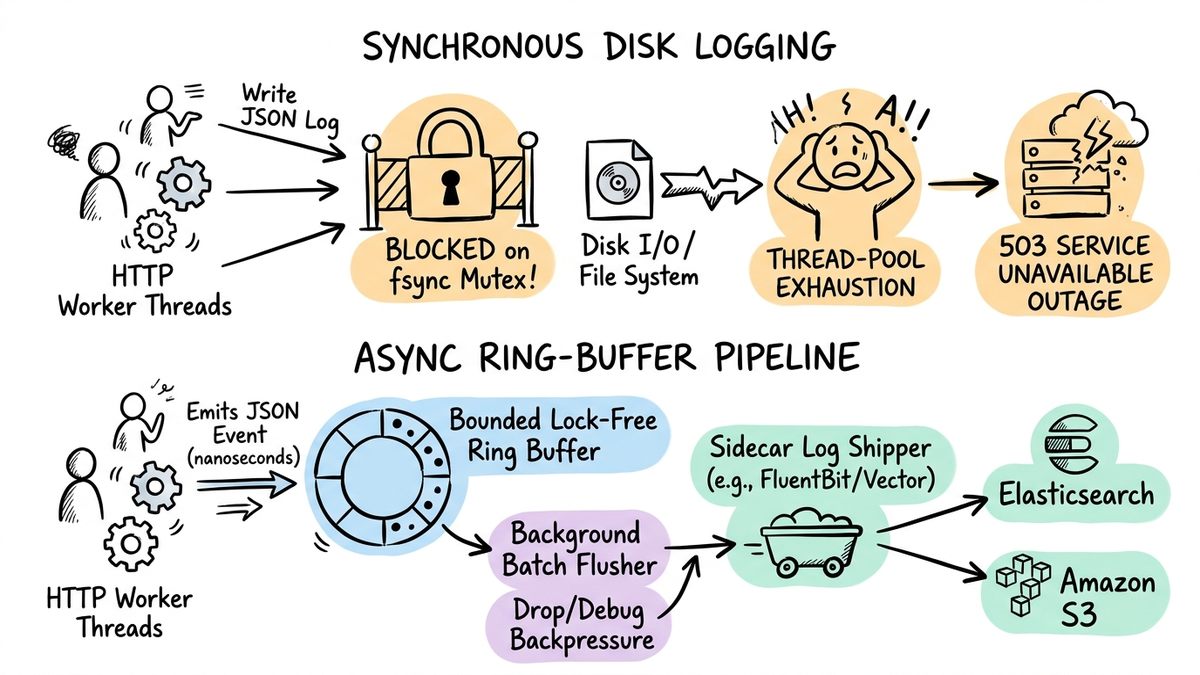 SYNCHRONOUS DISK LOGGING
Write
JSON Log
HTTP
Worker Threads
BLOCKED on
fsync Mutex!
Disk I/O/
File System
AH! A!!
THREAD-POOL
EXHAUSTION
503 SERVICE
UNAVAILABLE
OUTAGE
ASYNC RING-BUFFER PIPELINE
Emits JSON
Event
(nanoseconds)
HTTP Worker
Threads
Bounded Lock-Free
Ring Buffer
Background
Batch Flusher
Drop/Debug
Backpressure
Sidecar Log Shipper
(e.g., FluentBit/Vector)
Elasticsearch
Amazon
S3